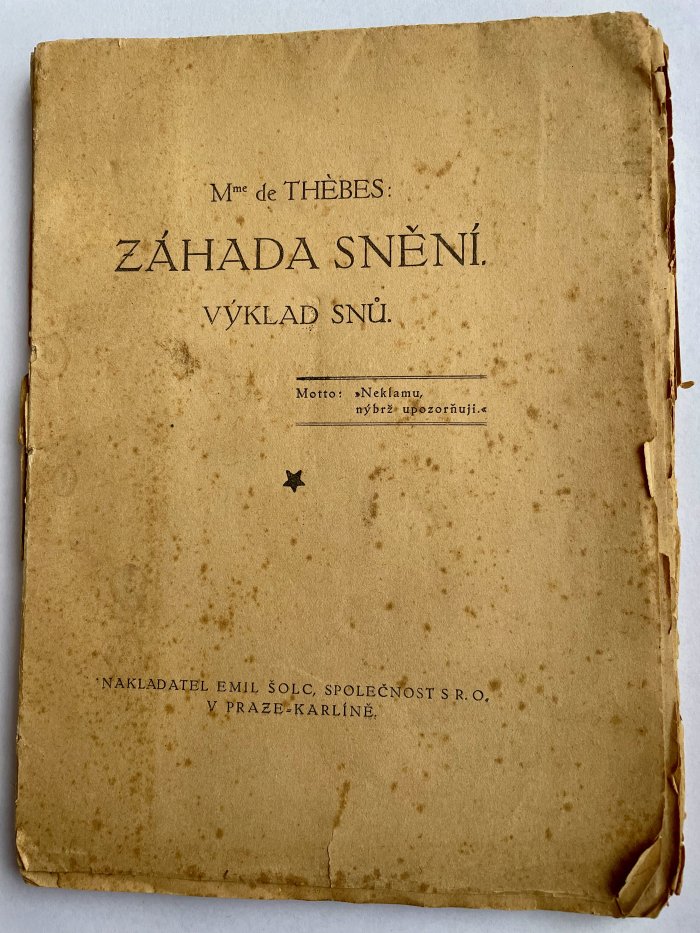 Mme de THÈBES:
ZÁHADA SNĚNÍ.
VÝKLAD SNŮ.
Motto: »Neklamu,
nýbrž upozorňuji.«
NAKLADATEL EMIL ŠOLC, SPOLEČNOST S R. O.,
V PRAZE-KARLÍNĚ.